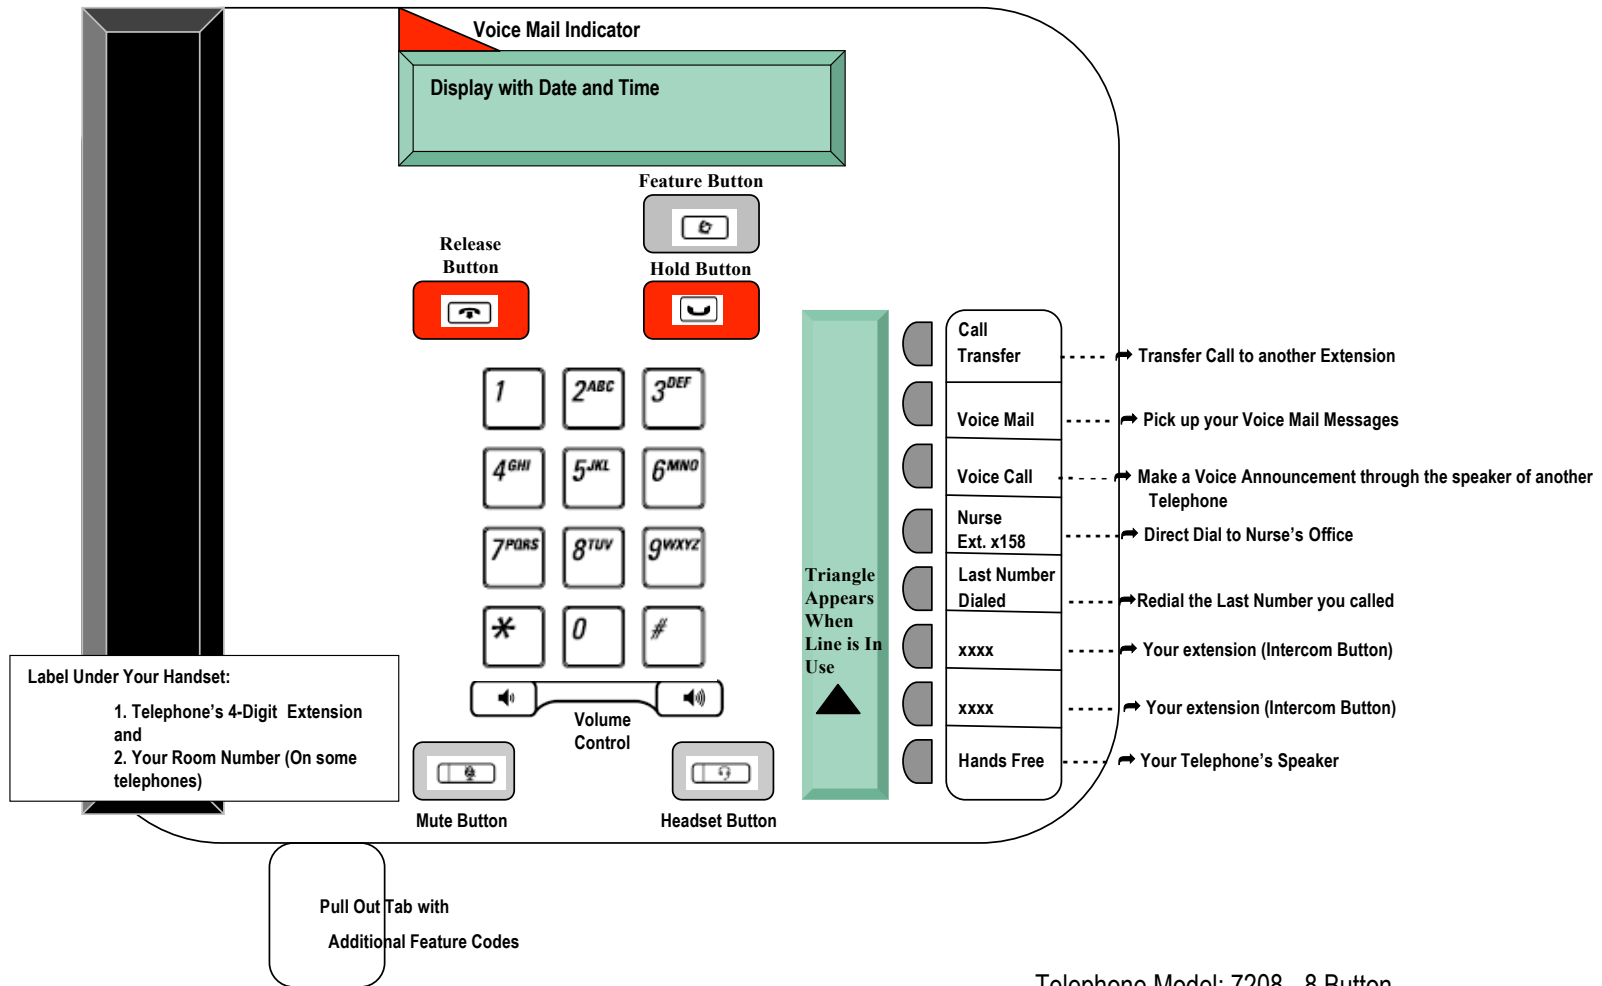 Voice Mail Indicator
Display with Date and Time
Feature Button
Release
Button
Hold Button
1
2ABC
3DEF
4GHI
5JKL
6MNO
7PQRS
8TUV
9WXYZ
*
0
#
Volume
Control
Mute Button
Headset Button
Triangle
Appears
When
Line is In
Use
Call
Transfer
Transfer Call to another Extension
Voice Mail
Pick up your Voice Mail Messages
Voice Call
Make a Voice Announcement through the speaker of another
Telephone
Nurse
Ext. x158
Direct Dial to Nurse's Office
Last Number
Dialed
Redial the Last Number you called
xxxx
Your extension (Intercom Button)
xxxx
Your extension (Intercom Button)
Hands Free
Your Telephone's Speaker
Label Under Your Handset:
1. Telephone's 4-Digit Extension
and
2. Your Room Number (On some
telephones)
Pull Out Tab with
Additional Feature Codes
Telephone Model: 7208 8 Button